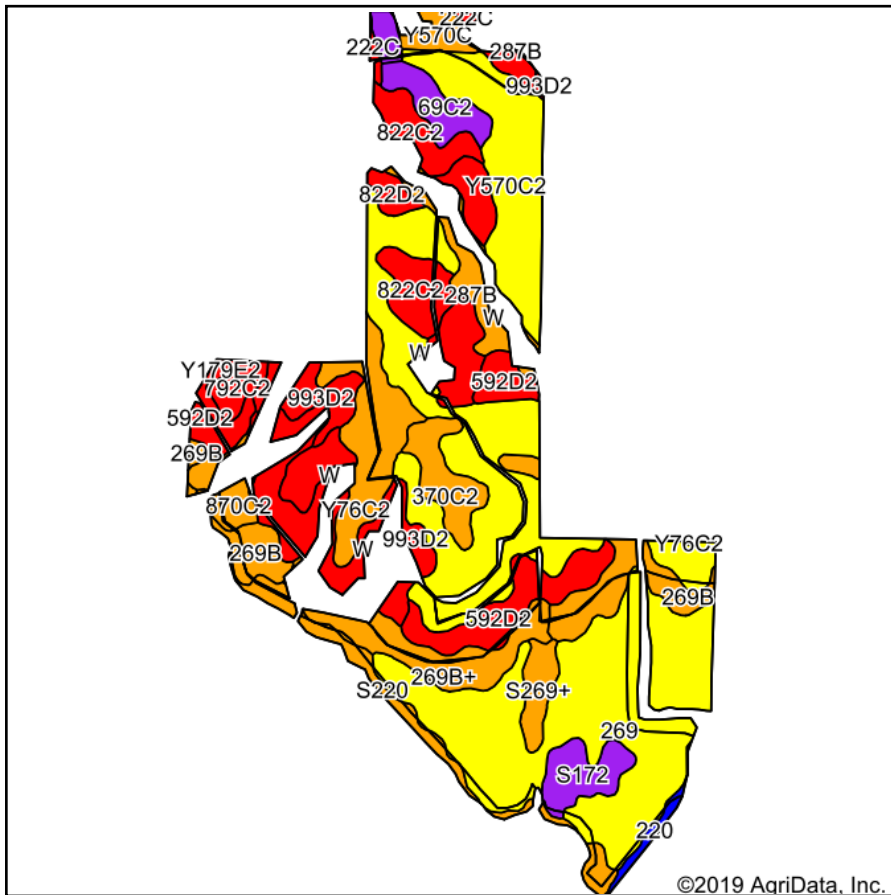 222C
Y570C
222C
287B
993D2
69C2
822C2
Y570C2
822D2
822C2
287B
W
W
592D2
Y179E2
792C2
993D2
592D2
269B
W
370C2
870C2
Y76C2
993D2
W
269B
Y76C2
269B
592D2
269B+
S220
S269+
269
S172
220
©2019 AgriData, Inc.